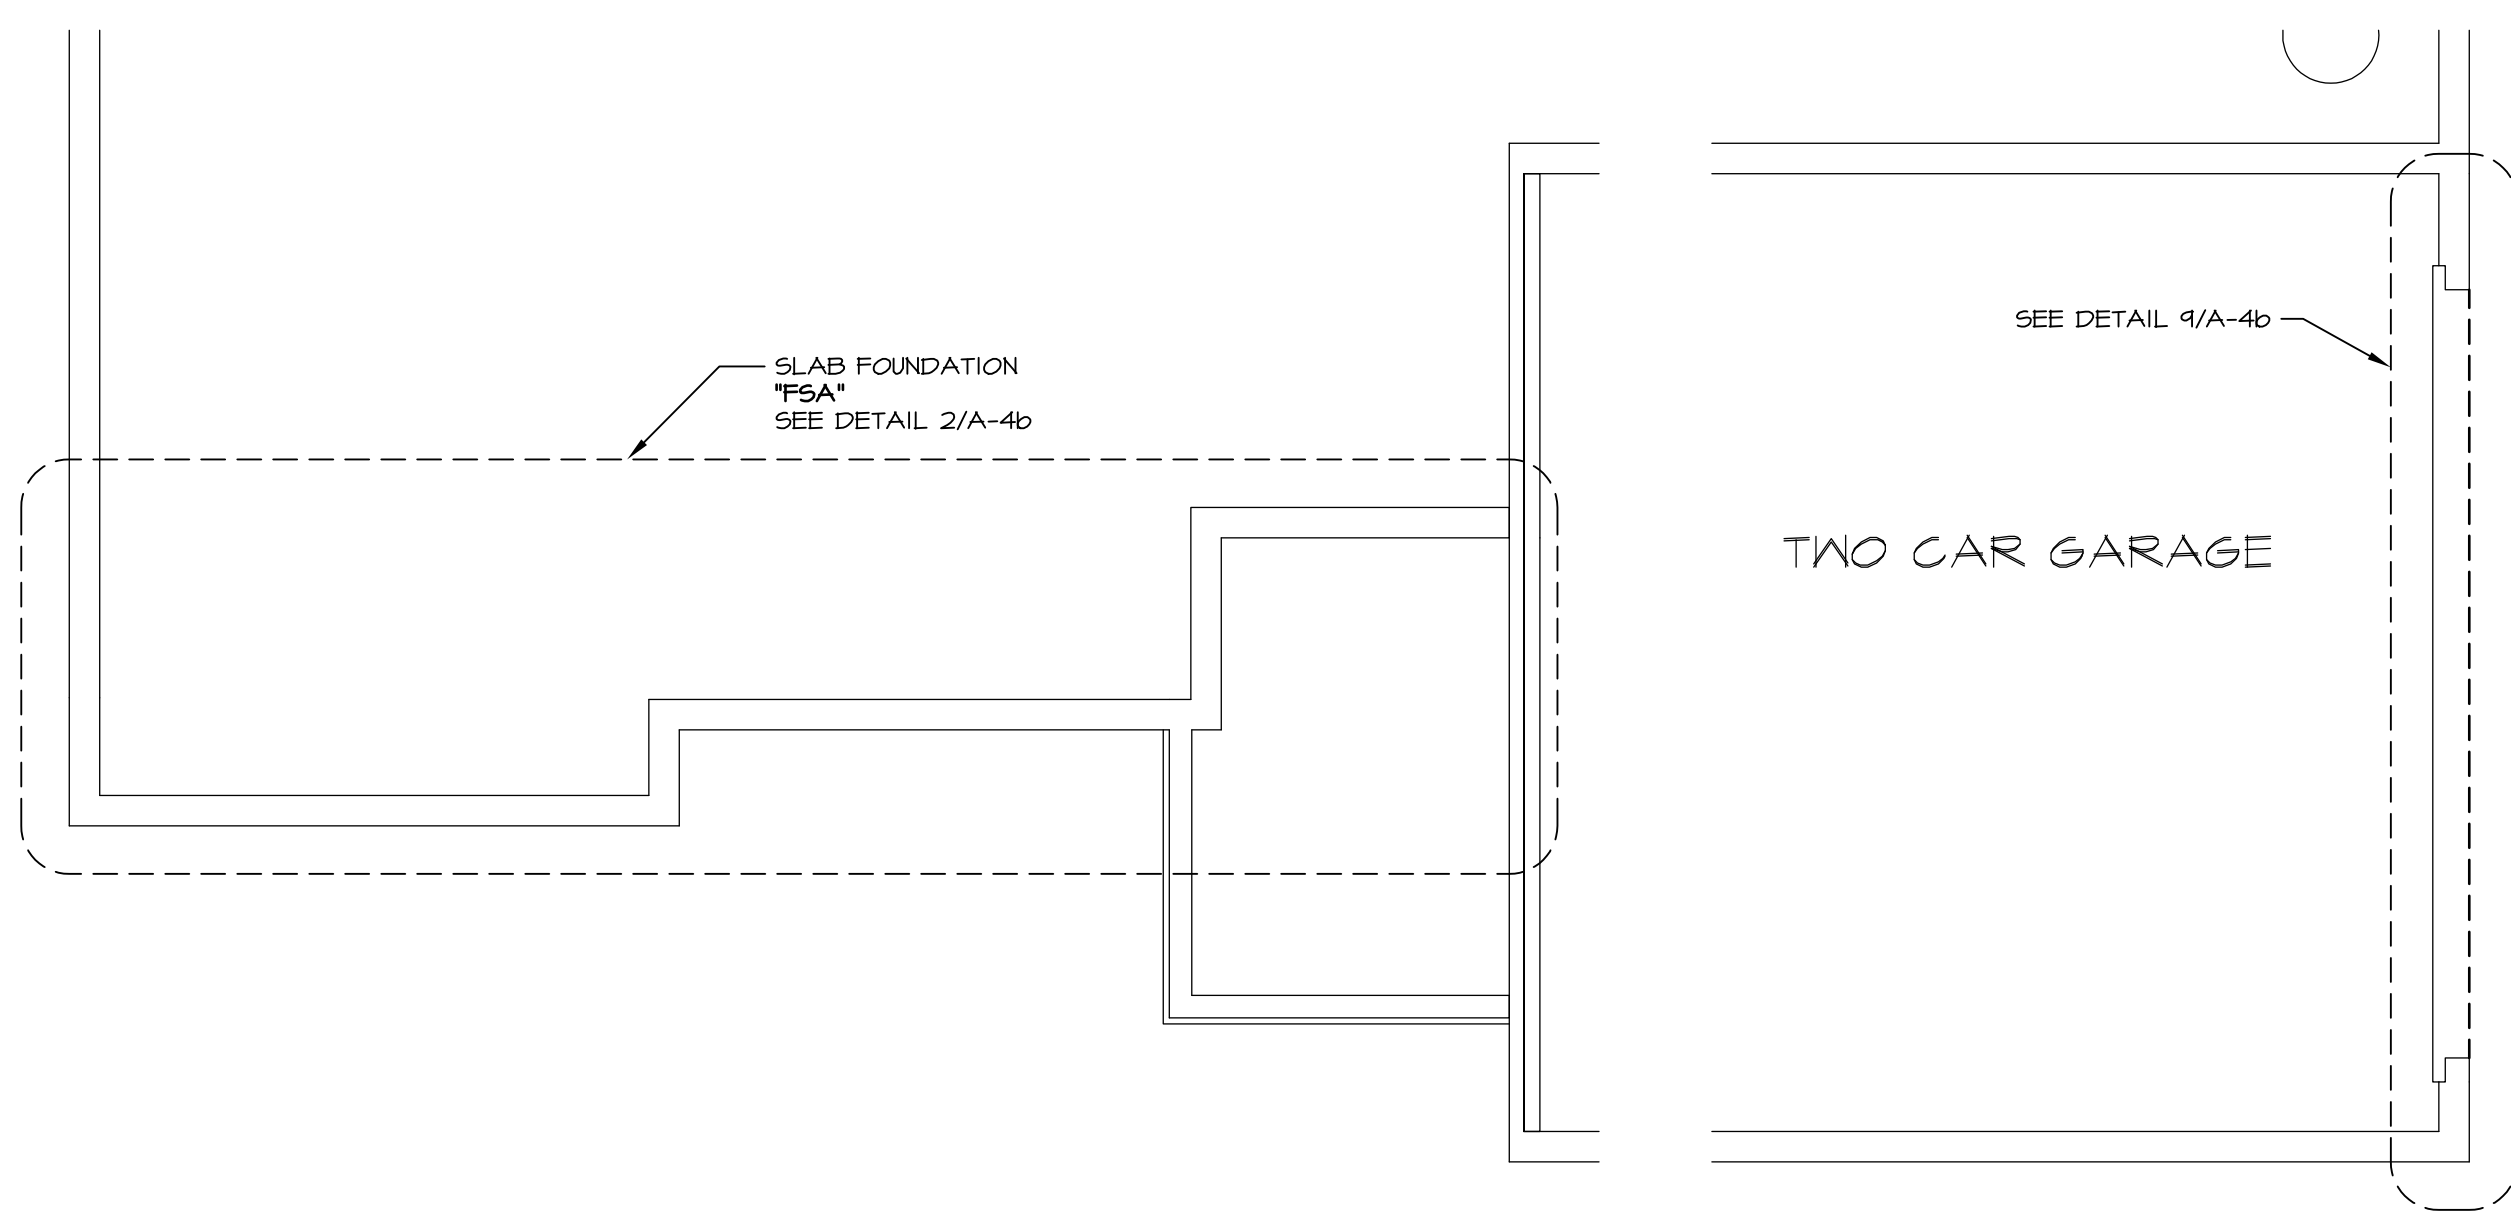 SEE DETAIL 9/A-4b
SLAB FOUNDATION
"FSA"
SEE DETAIL 2/A-4b
TWO CAR GARAGE